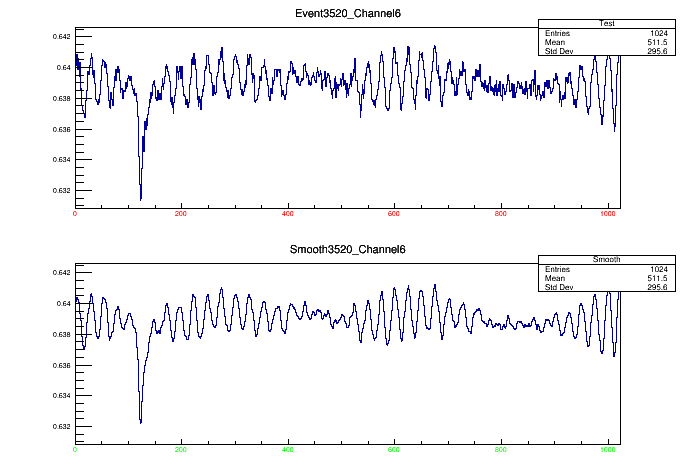 Event3520_Channel6
Test
Entries 1024
Mean 511.5
Std Dev 295.6
0.642
0.64
0.638
0.636
0.634
0.632
0 200 400 600 800 1000
Smooth3520_Channel6
Smooth
Entries 1024
Mean 511.5
Std Dev 295.6
0.642
0.64
0.638
0.636
0.634
0.632
0 200 400 600 800 1000